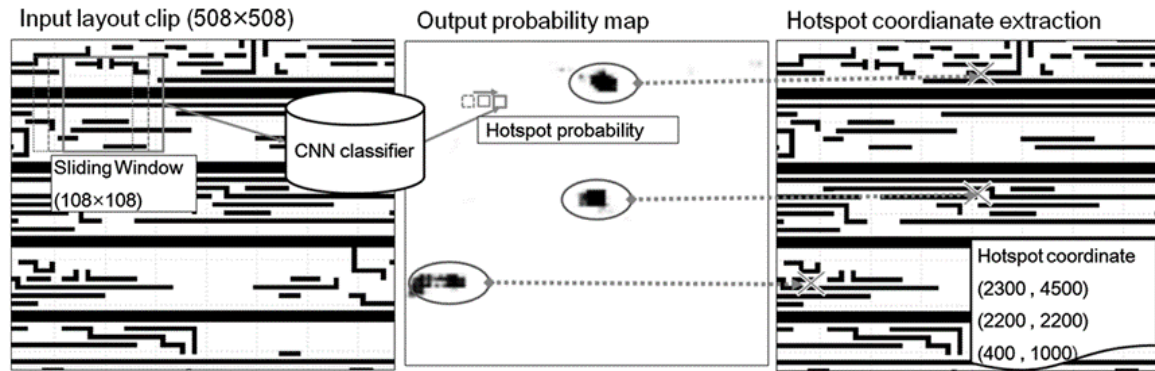 Input layout clip (508×508)
Output probability map
Hotspot coordianate extraction
Sliding Window
(108×108)
CNN classifier
Hotspot probability
Hotspot coordinate
(2300 , 4500)
(2200 , 2200)
(400 , 1000)